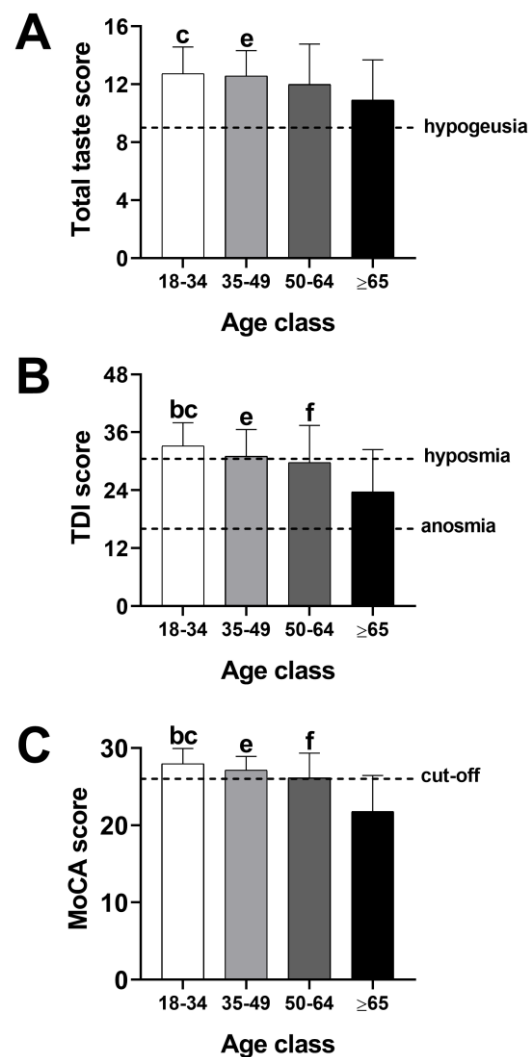 A
Total taste score
16
12
8
4
0
c
e
hypogeusia
18-34 35-49 50-64 ≥65
Age class
B
TDI score
48
36
24
12
0
bc
e
f
hyposmia
anosmia
18-34 35-49 50-64 ≥65
Age class
C
MoCA score
30
20
10
0
bc
e
f
cut-off
18-34 35-49 50-64 ≥65
Age class